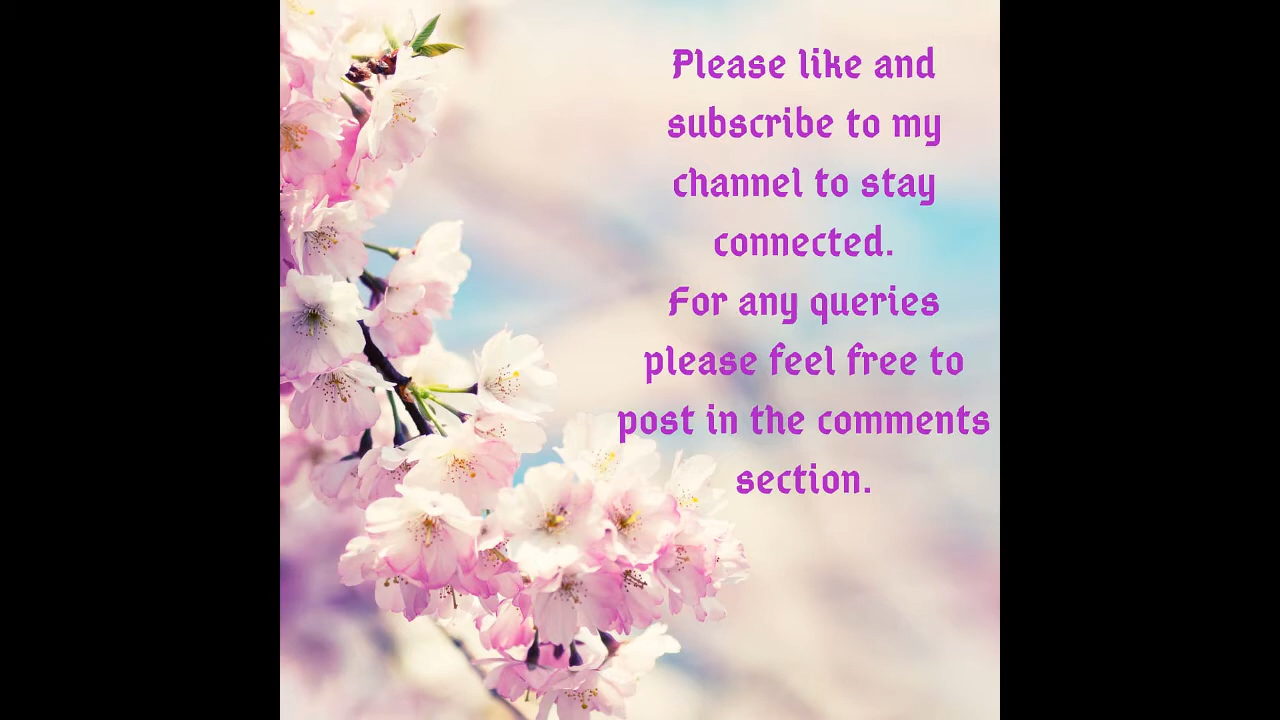 Please like and
subscribe to my
channel to stay
connected.
For any queries
please feel free to
post in the comments
section.